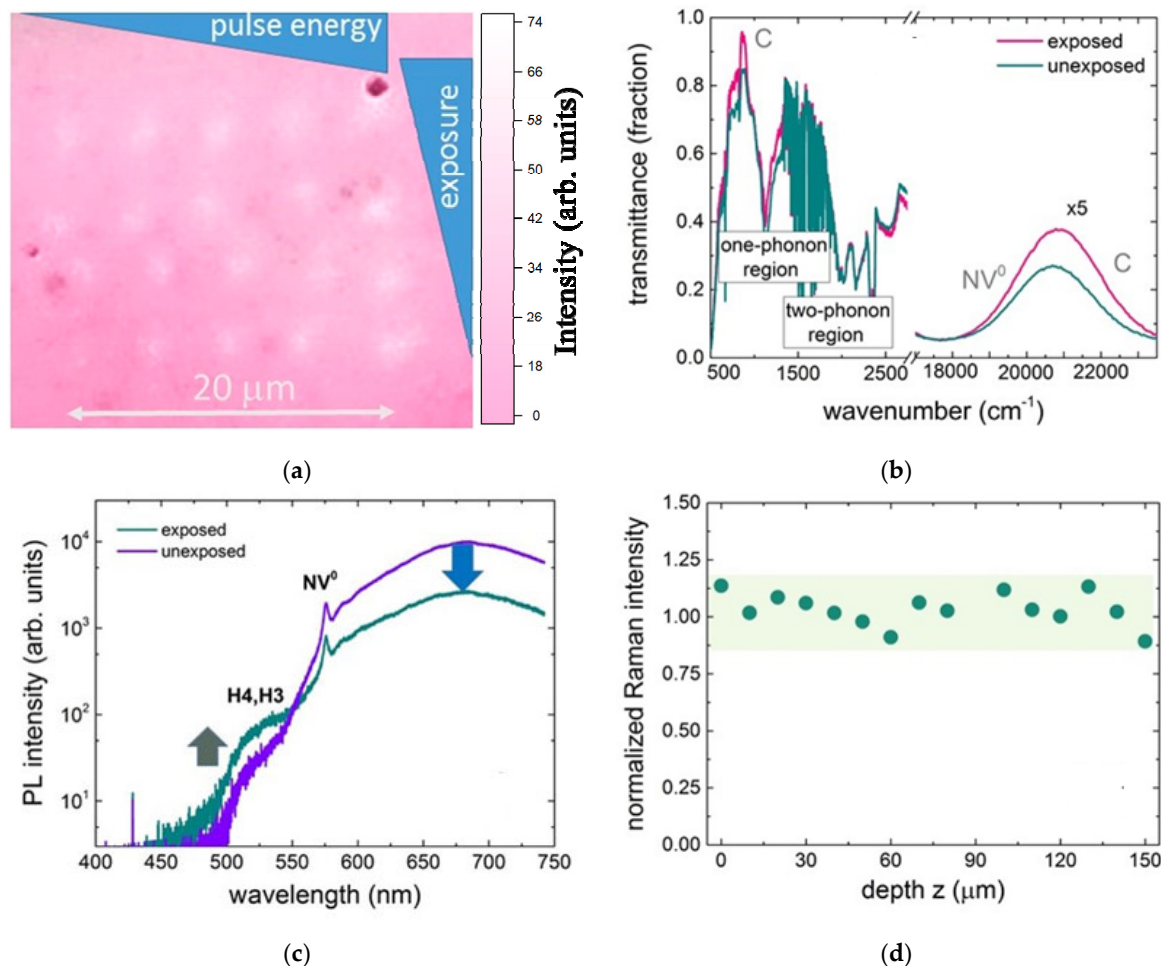 pulse energy
exposure
20 μm
74
66
58
52
50
42
34
26
18
0
Intensity (arb. units)
(a)
1.0
0.8
0.6
0.4
0.2
0.0
transmittance (fraction)
C
exposed
unexposed
one-phonon
region
two-phonon
region
x5
NV⁰
C
500
1500
2500
18000
20000
22000
wavenumber (cm⁻¹)
(b)
10⁴
10³
10²
10¹
PL intensity (arb. units)
exposed
unexposed
NV⁰
H4,H3
400
450
500
550
600
650
700
750
wavelength (nm)
(c)
1.50
1.25
1.00
0.75
0.50
0.25
0.00
normalized Raman intensity
0
30
60
90
120
150
depth z (μm)
(d)